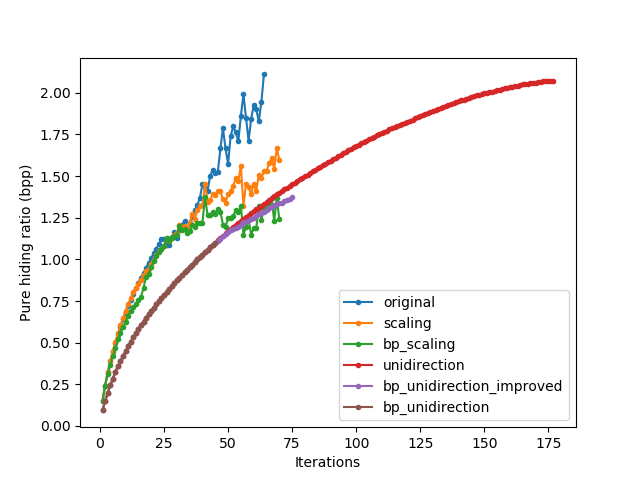 2.00
1.75
1.50
1.25
1.00
0.75
0.50
0.25
0.00
Pure hiding ratio (bpp)
original
scaling
bp_scaling
unidirection
bp_unidirection_improved
bp_unidirection
0 25 50 75 100 125 150 175
Iterations